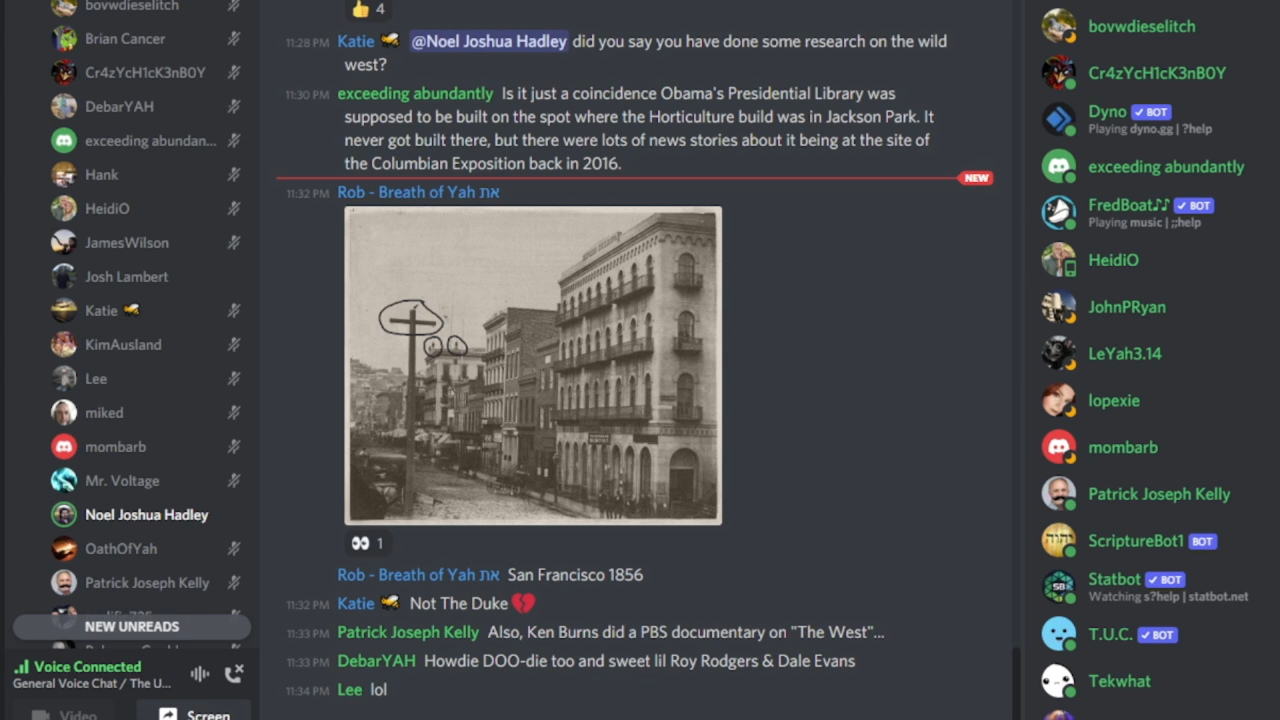 bovwdieselitch
Brian Cancer
Cr4zYcH1cK3nB0Y
DebarYAH
exceeding abundan...
Hank
HeidiO
JamesWilson
Josh Lambert
Katie 🐝
KimAusland
Lee
miked
mombarb
Mr. Voltage
Noel Joshua Hadley
OathOfYah
Patrick Joseph Kelly
NEW UNREADS
Voice Connected
General Voice Chat / The U...
Video
Screen
👍 4
11:28 PM Katie 🐝 @Noel Joshua Hadley did you say you have done some research on the wild
west?
11:30 PM exceeding abundantly Is it just a coincidence Obama's Presidential Library was
supposed to be built on the spot where the Horticulture build was in Jackson Park. It
never got built there, but there were lots of news stories about it being at the site of
the Columbian Exposition back in 2016.
NEW
11:32 PM Rob - Breath of Yah את
👀 1
Rob - Breath of Yah את San Francisco 1856
11:32 PM Katie 🐝 Not The Duke💔
11:33 PM Patrick Joseph Kelly Also, Ken Burns did a PBS documentary on "The West"...
11:33 PM DebarYAH Howdie DOO-die too and sweet lil Roy Rodgers & Dale Evans
11:34 PM Lee lol
bovwdieselitch
Cr4zYcH1cK3nB0Y
Dyno ✓ BOT
Playing dyno.gg | ?help
exceeding abundantly
FredBoat♪♪ ✓ BOT
Playing music | ;;help
HeidiO
JohnPRyan
LeYah3.14
lopexie
mombarb
Patrick Joseph Kelly
ScriptureBot1 BOT
Statbot ✓ BOT
Watching s?help | statbot.net
T.U.C. ✓ BOT
Tekwhat